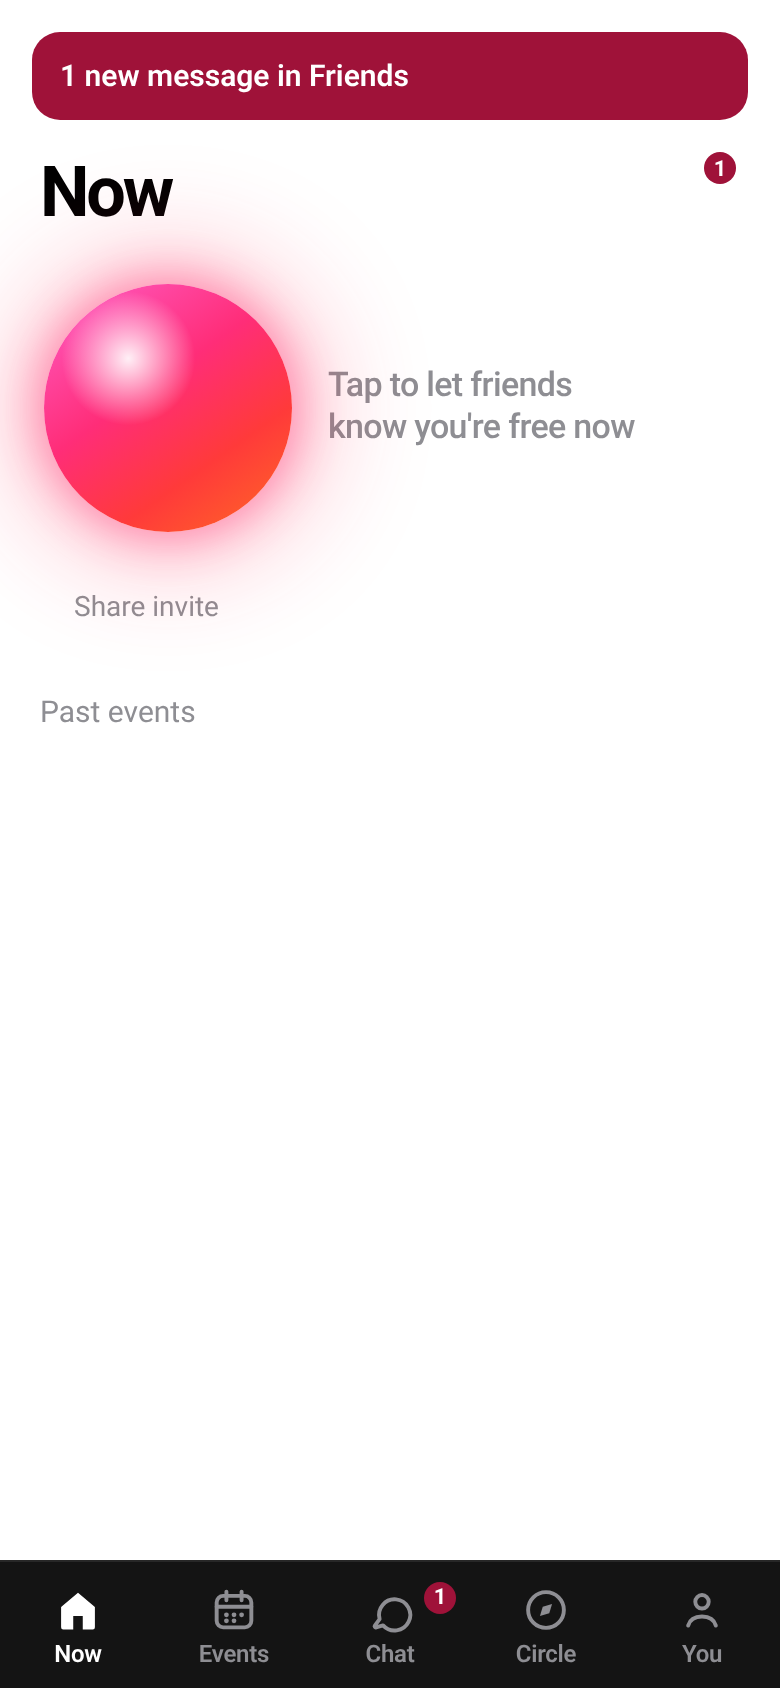 1 new message in Friends
Now
1
Tap to let friends
know you're free now
Share invite
Past events
1
Now
Events
Chat
Circle
You